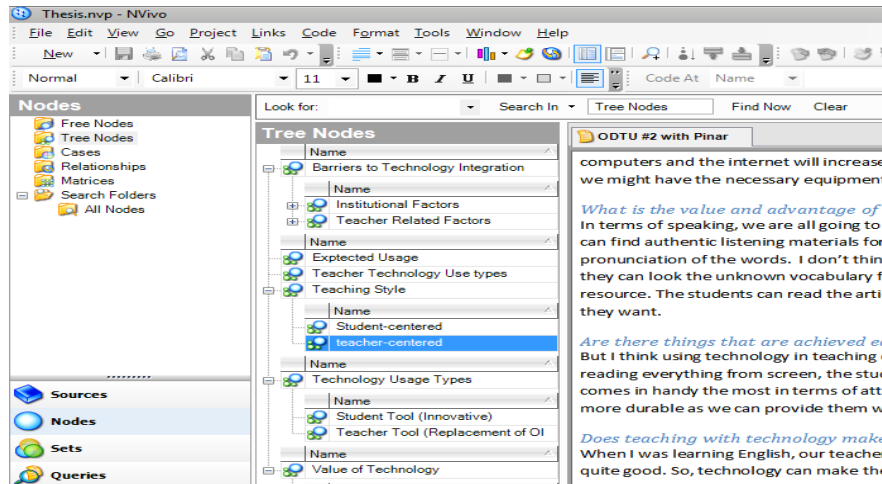 Thesis.nvp - NVivo
File Edit View Go Project Links Code Format Tools Window Help
New
Normal Calibri 11 B I U Code At Name
Nodes
Free Nodes
Tree Nodes
Cases
Relationships
Matrices
Search Folders
All Nodes
Sources
Nodes
Sets
Queries
Look for: Search In Tree Nodes Find Now Clear
Tree Nodes
Name
Barriers to Technology Integration
Name
Institutional Factors
Teacher Related Factors
Name
Exptected Usage
Teacher Technology Use types
Teaching Style
Name
Student-centered
teacher-centered
Name
Technology Usage Types
Name
Student Tool (Innovative)
Teacher Tool (Replacement of Ol
Name
Value of Technology
ODTU #2 with Pinar
computers and the internet will increase
we might have the necessary equipment
What is the value and advantage of
In terms of speaking, we are all going to
can find authentic listening materials for
pronunciation of the words. I don't thin
they can look the unknown vocabulary f
resource. The students can read the arti
they want.
Are there things that are achieved e
But I think using technology in teaching
reading everything from screen, the stu
comes in handy the most in terms of att
more durable as we can provide them w
Does teaching with technology make
When I was learning English, our teache
quite good. So, technology can make the